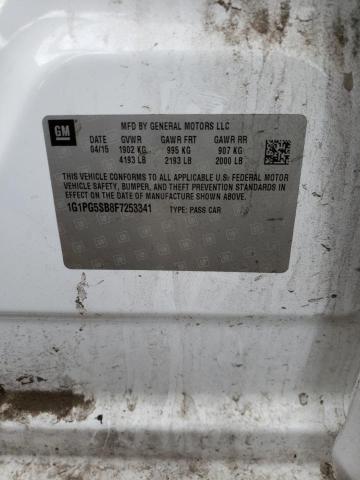 GM
MFD BY GENERAL MOTORS LLC
DATE GVWR GAWR FRT GAWR RR
04/15 1902 KG 995 KG 907 KG
4193 LB 2193 LB 2000 LB
THIS VEHICLE CONFORMS TO ALL APPLICABLE U.S. FEDERAL MOTOR
VEHICLE SAFETY, BUMPER, AND THEFT PREVENTION STANDARDS IN
EFFECT ON THE DATE OF MANUFACTURE SHOWN ABOVE.
1G1PG5SB8F7253341 TYPE: PASS CAR